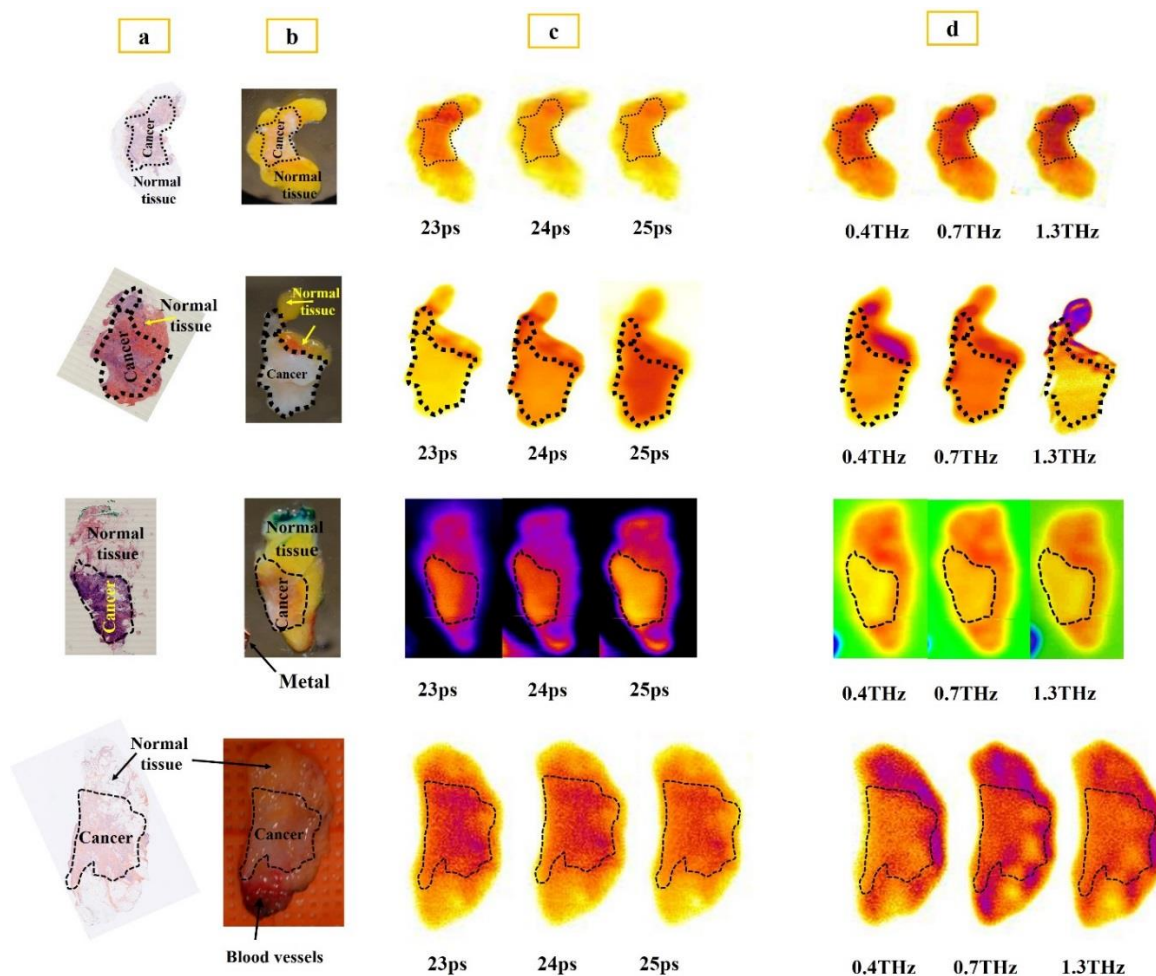 a
b
c
d
Cancer
Normal
tissue
Cancer
Normal
tissue
23ps
24ps
25ps
0.4THz
0.7THz
1.3THz
Normal
tissue
Cancer
Normal
tissue
Cancer
23ps
24ps
25ps
0.4THz
0.7THz
1.3THz
Normal
tissue
Cancer
Normal
tissue
Cancer
Metal
23ps
24ps
25ps
0.4THz
0.7THz
1.3THz
Normal
tissue
Cancer
Cancer
Blood vessels
23ps
24ps
25ps
0.4THz
0.7THz
1.3THz